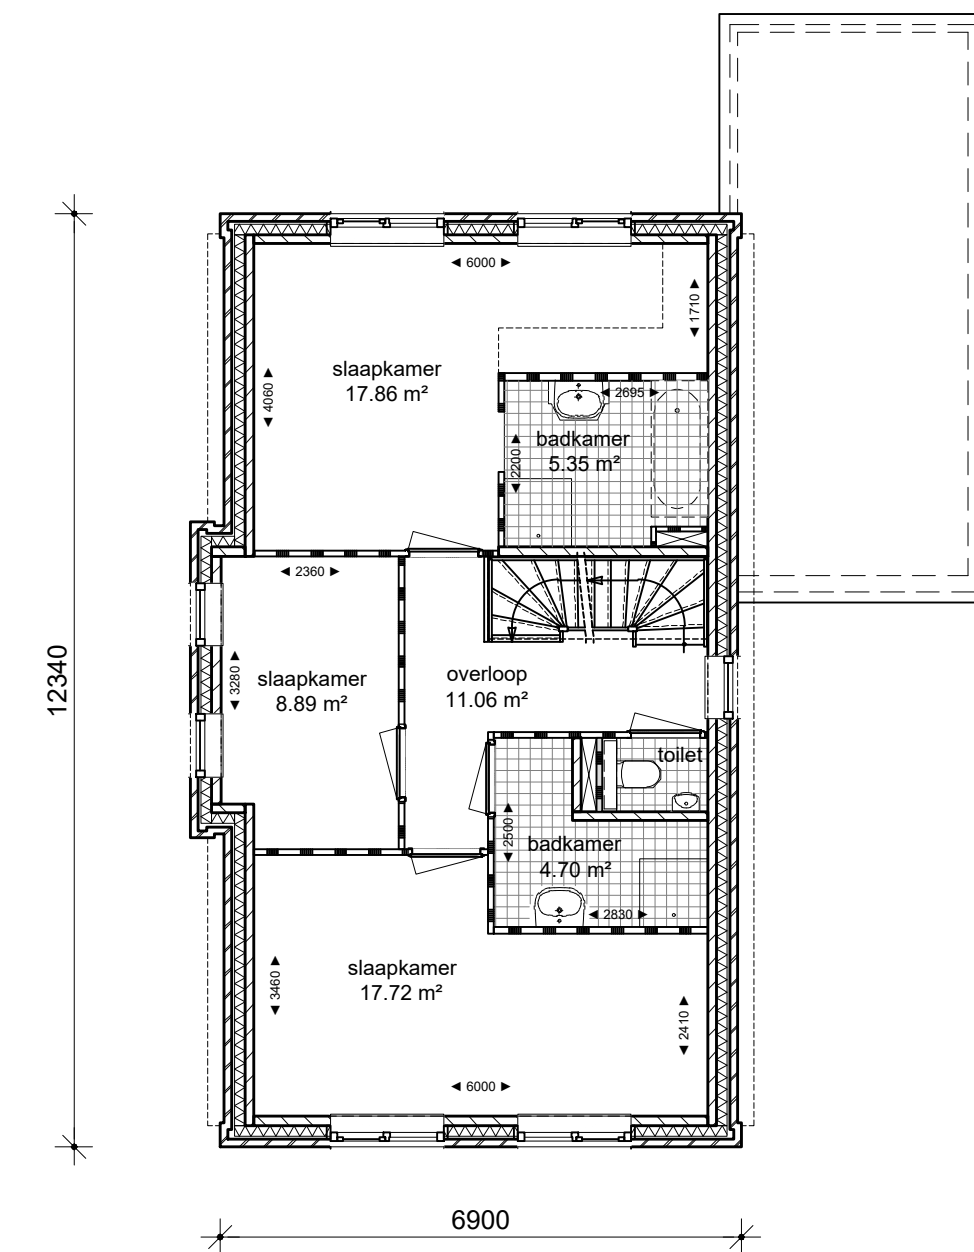 6000
1710
slaapkamer
17.86 m²
4060
2695
badkamer
5.35 m²
2200
2360
12340
3280
slaapkamer
8.89 m²
overloop
11.06 m²
toilet
2500
badkamer
4.70 m²
2830
slaapkamer
17.72 m²
3460
2410
6000
6900